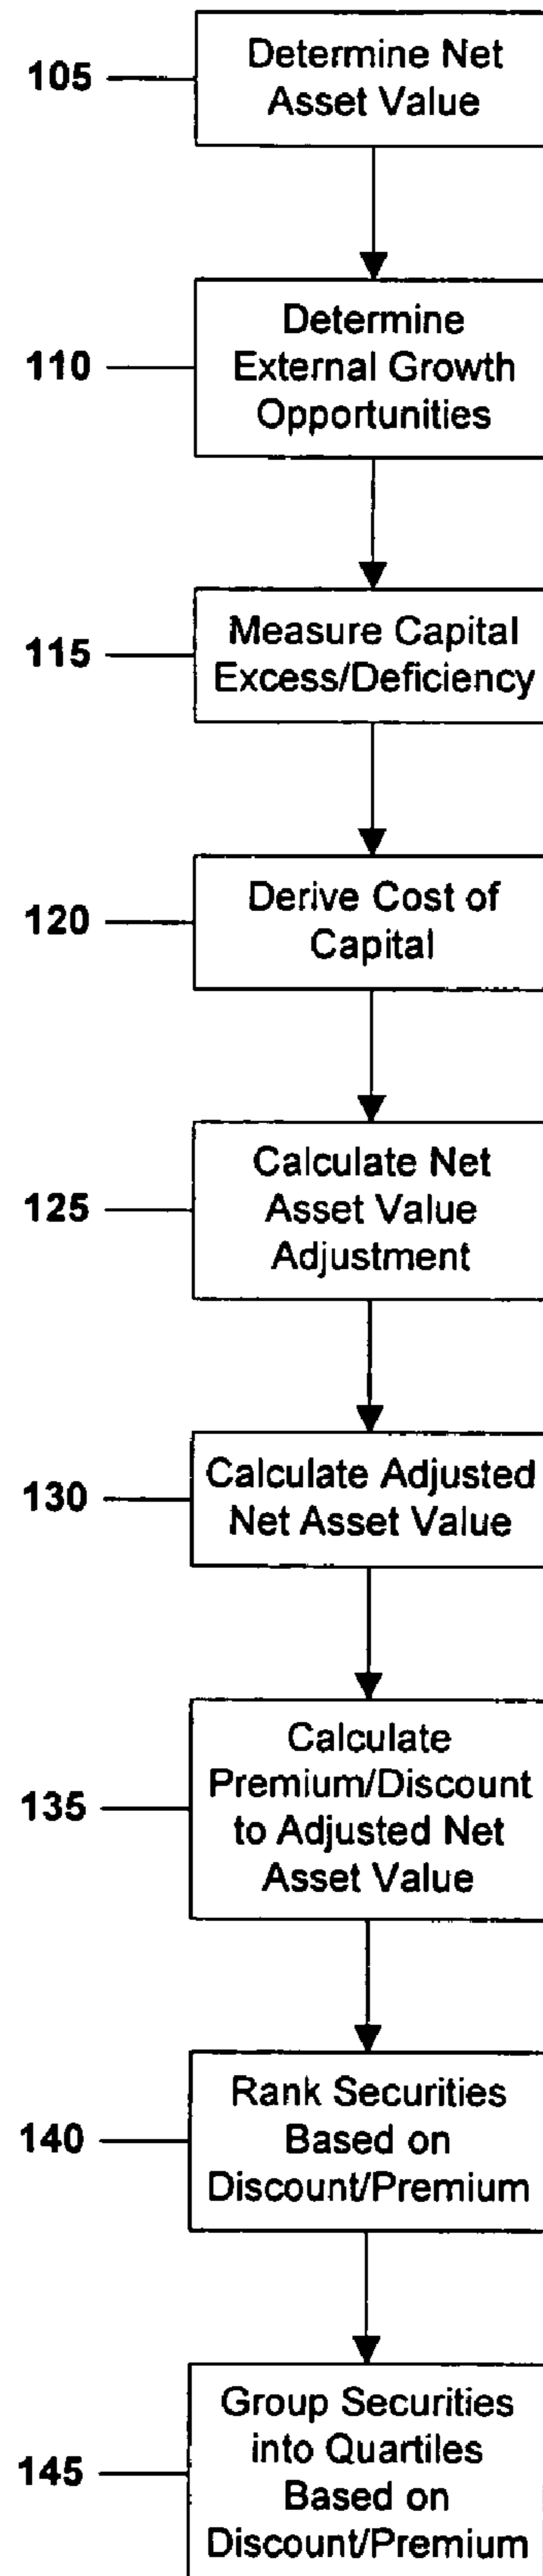 105
Determine Net
Asset Value
110
Determine
External Growth
Opportunities
115
Measure Capital
Excess/Deficiency
120
Derive Cost of
Capital
125
Calculate Net
Asset Value
Adjustment
130
Calculate Adjusted
Net Asset Value
135
Calculate
Premium/Discount
to Adjusted Net
Asset Value
140
Rank Securities
Based on
Discount/Premium
145
Group Securities
into Quartiles
Based on
Discount/Premium